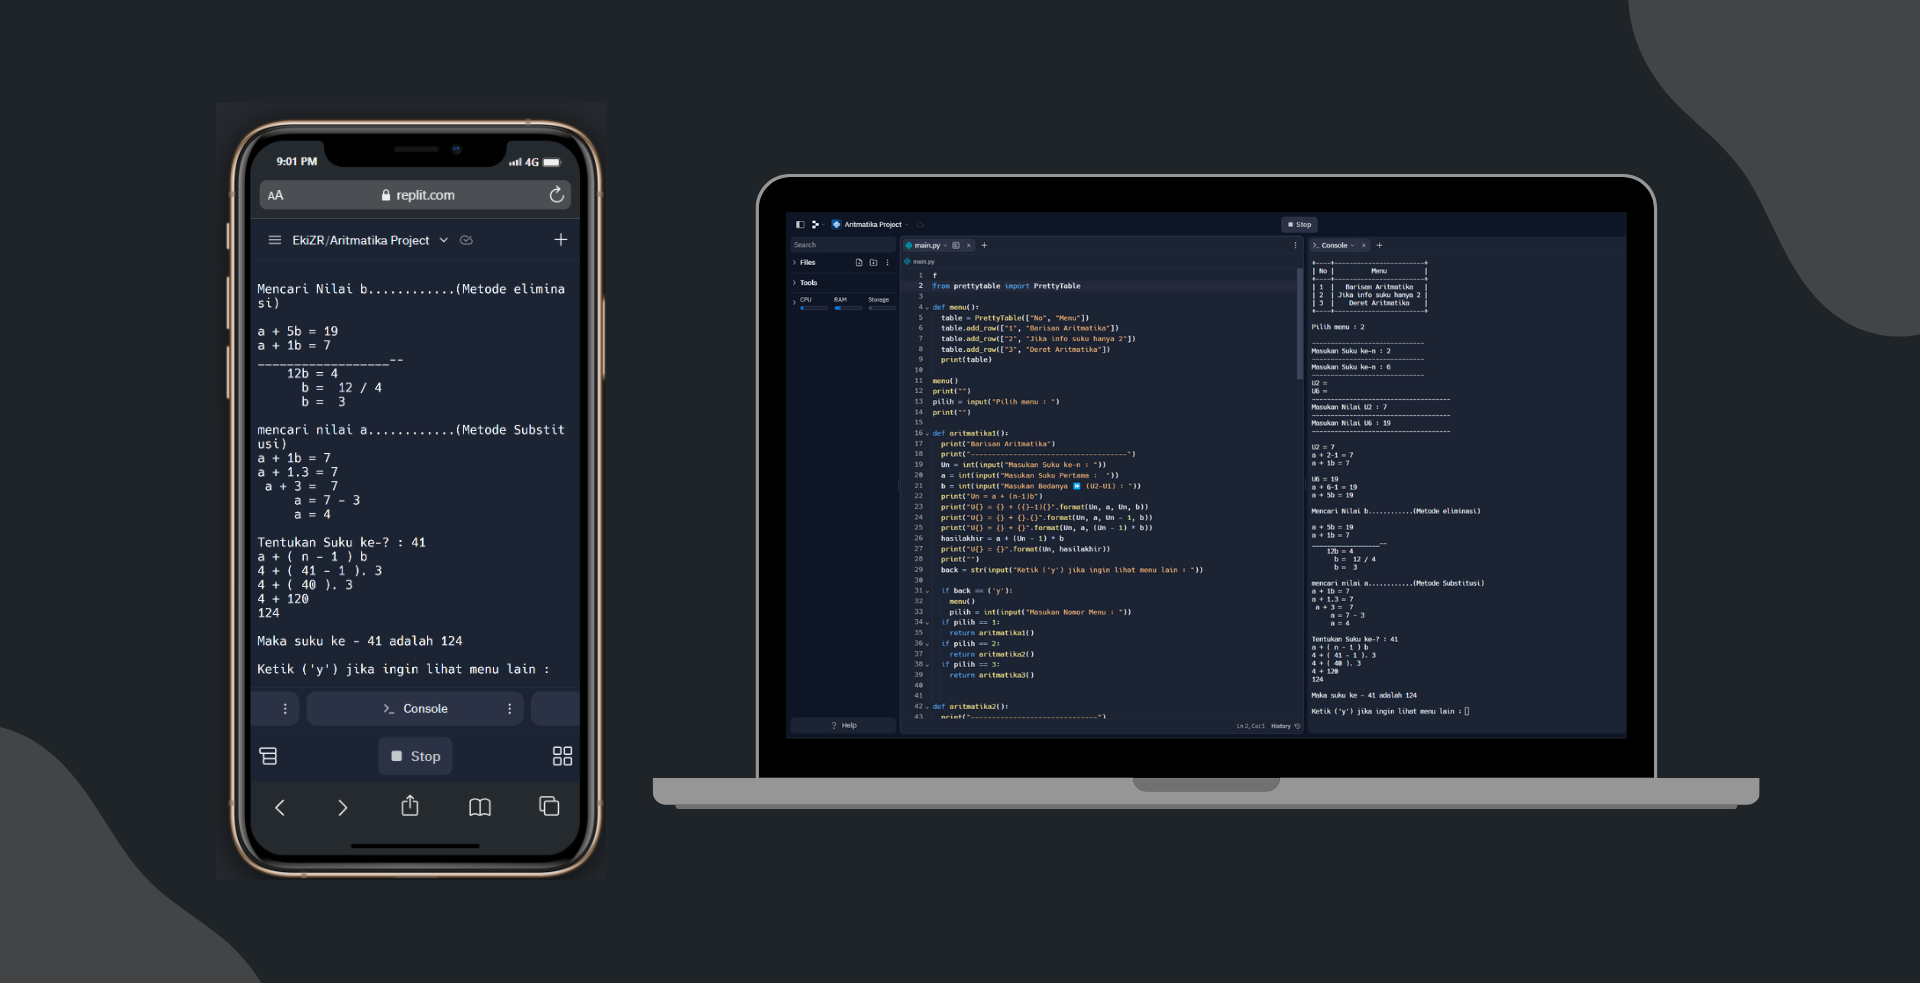 9:01 PM
4G
AA
replit.com
EkiZR/Aritmatika Project
Mencari Nilai b............(Metode elimina
si)
a + 5b = 19
a + 1b = 7
__________________--
12b = 4
b =  12 / 4
b =  3
mencari nilai a............(Metode Substit
usi)
a + 1b = 7
a + 1.3 = 7
a + 3 =  7
a = 7 - 3
a = 4
Tentukan Suku ke-? : 41
a + ( n - 1 ) b
4 + ( 41 - 1 ). 3
4 + ( 40 ). 3
4 + 120
124
Maka suku ke - 41 adalah 124
Ketik ('y') jika ingin lihat menu lain :
>_ Console
Stop
Aritmatika Project
Stop
Search
Files
Tools
CPU RAM Storage
Help
main.py
main.py
1 f
2 from prettytable import PrettyTable
3
4 def menu():
5 table = PrettyTable(["No", "Menu"])
6 table.add_row(["1", "Barisan Aritmatika"])
7 table.add_row(["2", "Jika info suku hanya 2"])
8 table.add_row(["3", "Deret Aritmatika"])
9 print(table)
10
11 menu()
12 print("")
13 pilih = input("Pilih menu : ")
14 print("")
15
16 def aritmatika1():
17 print("Barisan Aritmatika")
18 print("-------------------------------------")
19 Un = int(input("Masukan Suku ke-n : "))
20 a = int(input("Masukan Suku Pertama :  "))
21 b = int(input("Masukan Bedanya ➡️ (U2-U1) : "))
22 print("Un = a + (n-1)b")
23 print("U{} = {} + ({}-1){}".format(Un, a, Un, b))
24 print("U{} = {} + {}.{}".format(Un, a, Un - 1, b))
25 print("U{} = {} + {}".format(Un, a, (Un - 1) * b))
26 hasilakhir = a + (Un - 1) * b
27 print("U{} = {}".format(Un, hasilakhir))
28 print("")
29 back = str(input("Ketik ('y') jika ingin lihat menu lain : "))
30
31 if back == ('y'):
32 menu()
33 pilih = int(input("Masukan Nomor Menu : "))
34 if pilih == 1:
35 return aritmatika1()
36 if pilih == 2:
37 return aritmatika2()
38 if pilih == 3:
39 return aritmatika3()
40
41
42 def aritmatika2():
43 print("------------------------------")
Ln 2, Col 1 History
>_ Console
+----+------------------------+
| No |          Menu          |
+----+------------------------+
| 1  |   Barisan Aritmatika   |
| 2  | Jika info suku hanya 2 |
| 3  |    Deret Aritmatika    |
+----+------------------------+
Pilih menu : 2
------------------------------
Masukan Suku ke-n : 2
------------------------------
Masukan Suku ke-n : 6
------------------------------
U2 =
U6 =
-------------------------------------
Masukan Nilai U2 : 7
-------------------------------------
Masukan Nilai U6 : 19
-------------------------------------
U2 = 7
a + 2-1 = 7
a + 1b = 7
U6 = 19
a + 6-1 = 19
a + 5b = 19
Mencari Nilai b............(Metode eliminasi)
a + 5b = 19
a + 1b = 7
__________________--
12b = 4
b =  12 / 4
b =  3
mencari nilai a............(Metode Substitusi)
a + 1b = 7
a + 1.3 = 7
a + 3 =  7
a = 7 - 3
a = 4
Tentukan Suku ke-? : 41
a + ( n - 1 ) b
4 + ( 41 - 1 ). 3
4 + ( 40 ). 3
4 + 120
124
Maka suku ke - 41 adalah 124
Ketik ('y') jika ingin lihat menu lain :